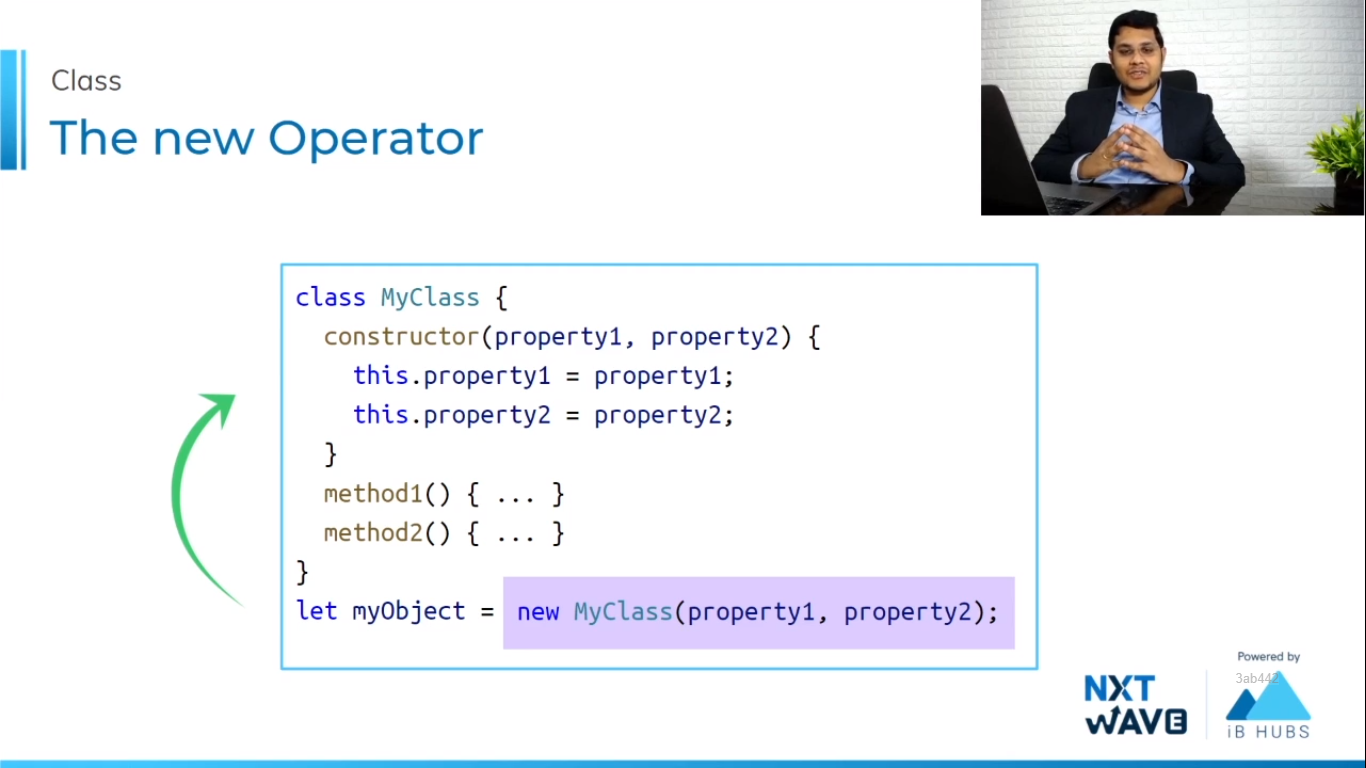 Class
The new Operator
class MyClass {
constructor(property1, property2) {
this.property1 = property1;
this.property2 = property2;
}
method1() { ... }
method2() { ... }
}
let myObject = new MyClass(property1, property2);
Powered by
3ab442
NXT
WAVE
iB HUBS